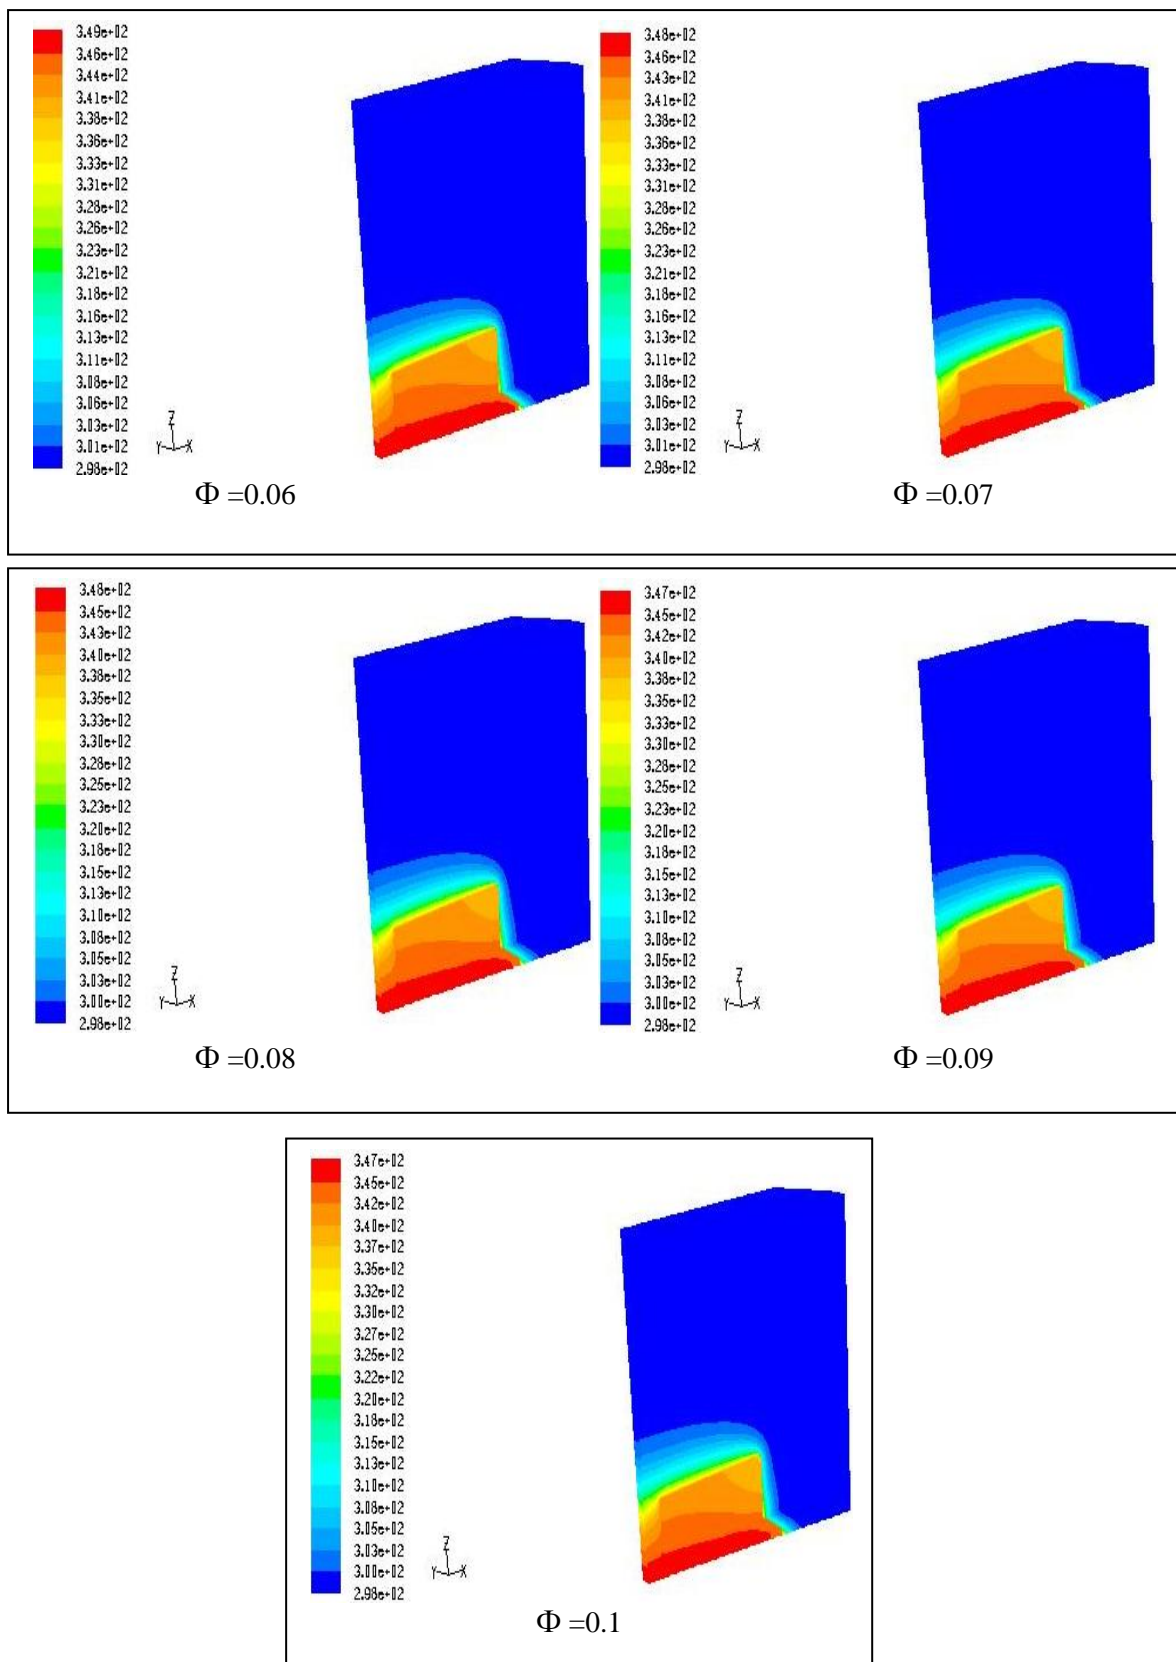 3.49e+02
3.46e+02
3.44e+02
3.41e+02
3.38e+02
3.36e+02
3.33e+02
3.31e+02
3.28e+02
3.26e+02
3.23e+02
3.21e+02
3.18e+02
3.16e+02
3.13e+02
3.11e+02
3.08e+02
3.06e+02
3.03e+02
3.01e+02
2.98e+02
Z
Y X
Φ =0.06
3.48e+02
3.46e+02
3.43e+02
3.41e+02
3.38e+02
3.36e+02
3.33e+02
3.31e+02
3.28e+02
3.26e+02
3.23e+02
3.21e+02
3.18e+02
3.16e+02
3.13e+02
3.11e+02
3.08e+02
3.06e+02
3.03e+02
3.01e+02
2.98e+02
Z
Y X
Φ =0.07
3.48e+02
3.45e+02
3.43e+02
3.40e+02
3.38e+02
3.35e+02
3.33e+02
3.30e+02
3.28e+02
3.25e+02
3.23e+02
3.20e+02
3.18e+02
3.15e+02
3.13e+02
3.10e+02
3.08e+02
3.05e+02
3.03e+02
3.00e+02
2.98e+02
Z
Y X
Φ =0.08
3.47e+02
3.45e+02
3.42e+02
3.40e+02
3.38e+02
3.35e+02
3.33e+02
3.30e+02
3.28e+02
3.25e+02
3.23e+02
3.20e+02
3.18e+02
3.15e+02
3.13e+02
3.10e+02
3.08e+02
3.05e+02
3.03e+02
3.00e+02
2.98e+02
Z
Y X
Φ =0.09
3.47e+02
3.45e+02
3.42e+02
3.40e+02
3.37e+02
3.35e+02
3.32e+02
3.30e+02
3.27e+02
3.25e+02
3.22e+02
3.20e+02
3.18e+02
3.15e+02
3.13e+02
3.10e+02
3.08e+02
3.05e+02
3.03e+02
3.00e+02
2.98e+02
Z
Y X
Φ =0.1